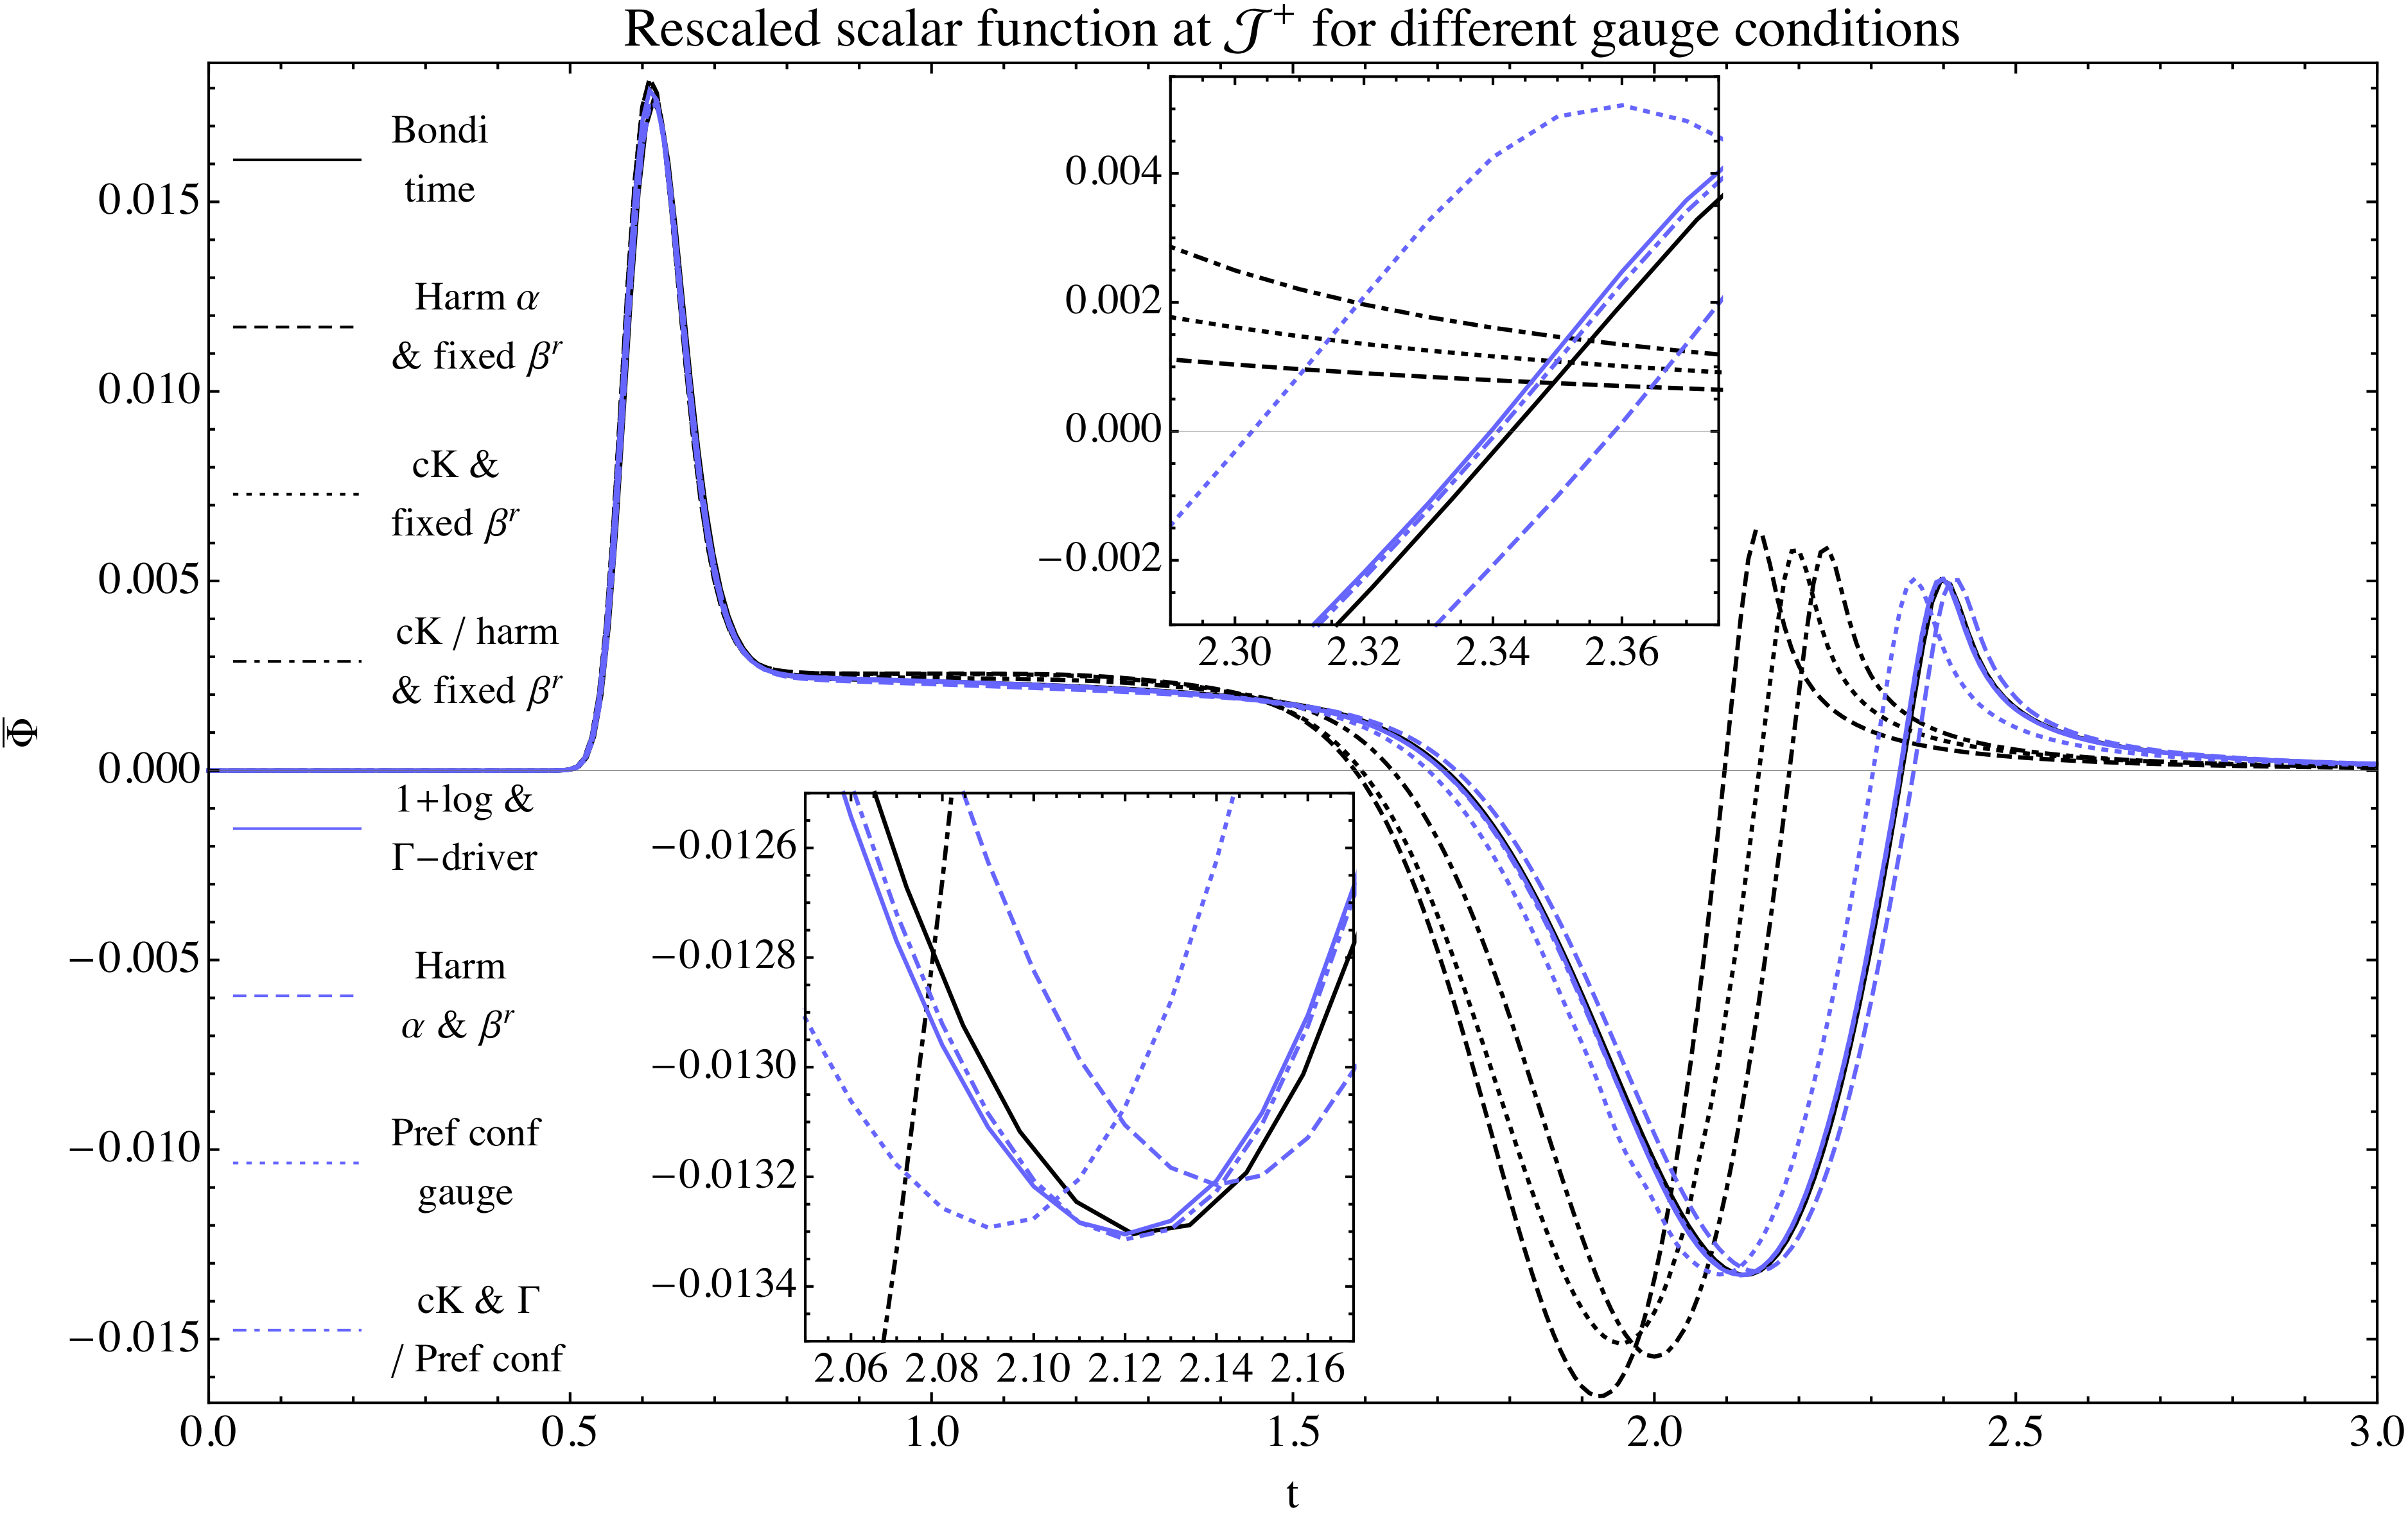 Rescaled scalar function at 𝒥⁺ for different gauge conditions
Bondi
time
Harm α
& fixed βʳ
cK &
fixed βʳ
cK / harm
& fixed βʳ
1+log &
Γ−driver
Harm
α & βʳ
Pref conf
gauge
cK & Γ
/ Pref conf
0.015
0.010
0.005
0.000
−0.005
−0.010
−0.015
Φ̅
0.004
0.002
0.000
−0.002
2.30 2.32 2.34 2.36
−0.0126
−0.0128
−0.0130
−0.0132
−0.0134
2.06 2.08 2.10 2.12 2.14 2.16
0.0 0.5 1.0 1.5 2.0 2.5 3.0
t